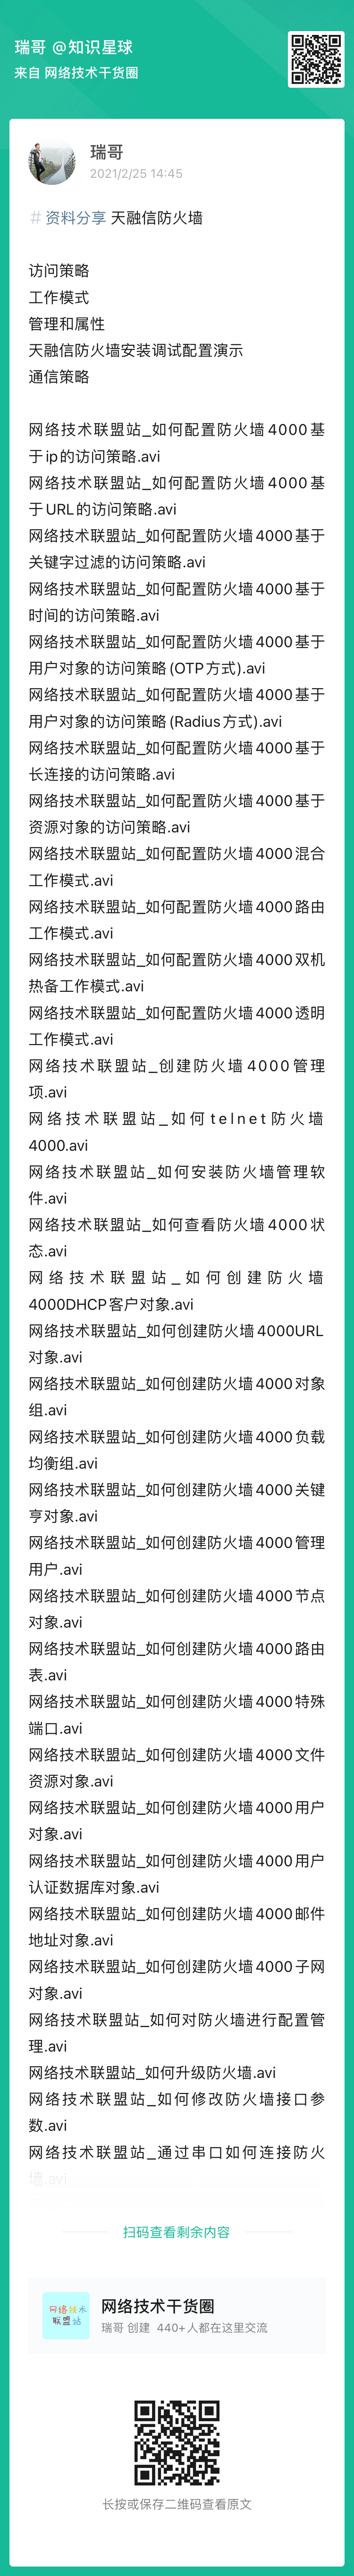 瑞哥 @知识星球
来自 网络技术干货圈
瑞哥
2021/2/25 14:45
#资料分享 天融信防火墙
访问策略
工作模式
管理和属性
天融信防火墙安装调试配置演示
通信策略
网络技术联盟站_如何配置防火墙4000基
于ip的访问策略.avi
网络技术联盟站_如何配置防火墙4000基
于URL的访问策略.avi
网络技术联盟站_如何配置防火墙4000基于
关键字过滤的访问策略.avi
网络技术联盟站_如何配置防火墙4000基于
时间的访问策略.avi
网络技术联盟站_如何配置防火墙4000基于
用户对象的访问策略(OTP方式).avi
网络技术联盟站_如何配置防火墙4000基于
用户对象的访问策略(Radius方式).avi
网络技术联盟站_如何配置防火墙4000基于
长连接的访问策略.avi
网络技术联盟站_如何配置防火墙4000基于
资源对象的访问策略.avi
网络技术联盟站_如何配置防火墙4000混合
工作模式.avi
网络技术联盟站_如何配置防火墙4000路由
工作模式.avi
网络技术联盟站_如何配置防火墙4000双机
热备工作模式.avi
网络技术联盟站_如何配置防火墙4000透明
工作模式.avi
网络技术联盟站_创建防火墙4000管理
项.avi
网络技术联盟站_如何telnet防火墙
4000.avi
网络技术联盟站_如何安装防火墙管理软
件.avi
网络技术联盟站_如何查看防火墙4000状
态.avi
网络技术联盟站_如何创建防火墙
4000DHCP客户对象.avi
网络技术联盟站_如何创建防火墙4000URL
对象.avi
网络技术联盟站_如何创建防火墙4000对象
组.avi
网络技术联盟站_如何创建防火墙4000负载
均衡组.avi
网络技术联盟站_如何创建防火墙4000关键
亨对象.avi
网络技术联盟站_如何创建防火墙4000管理
用户.avi
网络技术联盟站_如何创建防火墙4000节点
对象.avi
网络技术联盟站_如何创建防火墙4000路由
表.avi
网络技术联盟站_如何创建防火墙4000特殊
端口.avi
网络技术联盟站_如何创建防火墙4000文件
资源对象.avi
网络技术联盟站_如何创建防火墙4000用户
对象.avi
网络技术联盟站_如何创建防火墙4000用户
认证数据库对象.avi
网络技术联盟站_如何创建防火墙4000邮件
地址对象.avi
网络技术联盟站_如何创建防火墙4000子网
对象.avi
网络技术联盟站_如何对防火墙进行配置管
理.avi
网络技术联盟站_如何升级防火墙.avi
网络技术联盟站_如何修改防火墙接口参
数.avi
网络技术联盟站_通过串口如何连接防火
墙.avi
扫码查看剩余内容
网络技术
联盟站
网络技术干货圈
瑞哥 创建 440+人都在这里交流
长按或保存二维码查看原文